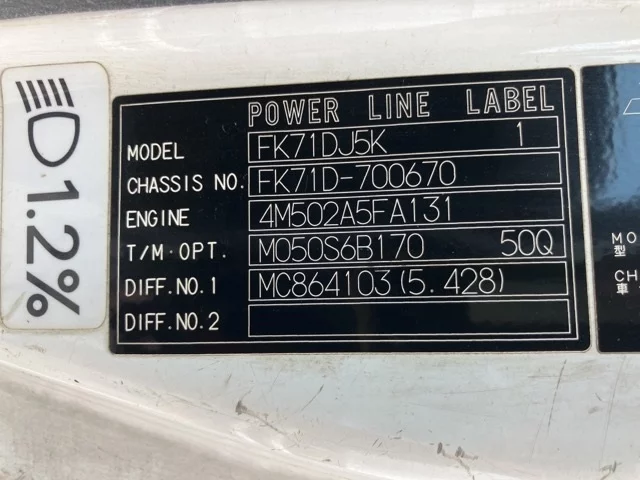 POWER LINE LABEL
MODEL FK71DJ5K 1
CHASSIS NO. FK71D-700670
ENGINE 4M502A5FA131
T/M·OPT. M050S6B170 50Q
DIFF.NO.1 MC864103(5.428)
DIFF.NO.2
1.2%
MO
型
CH
車